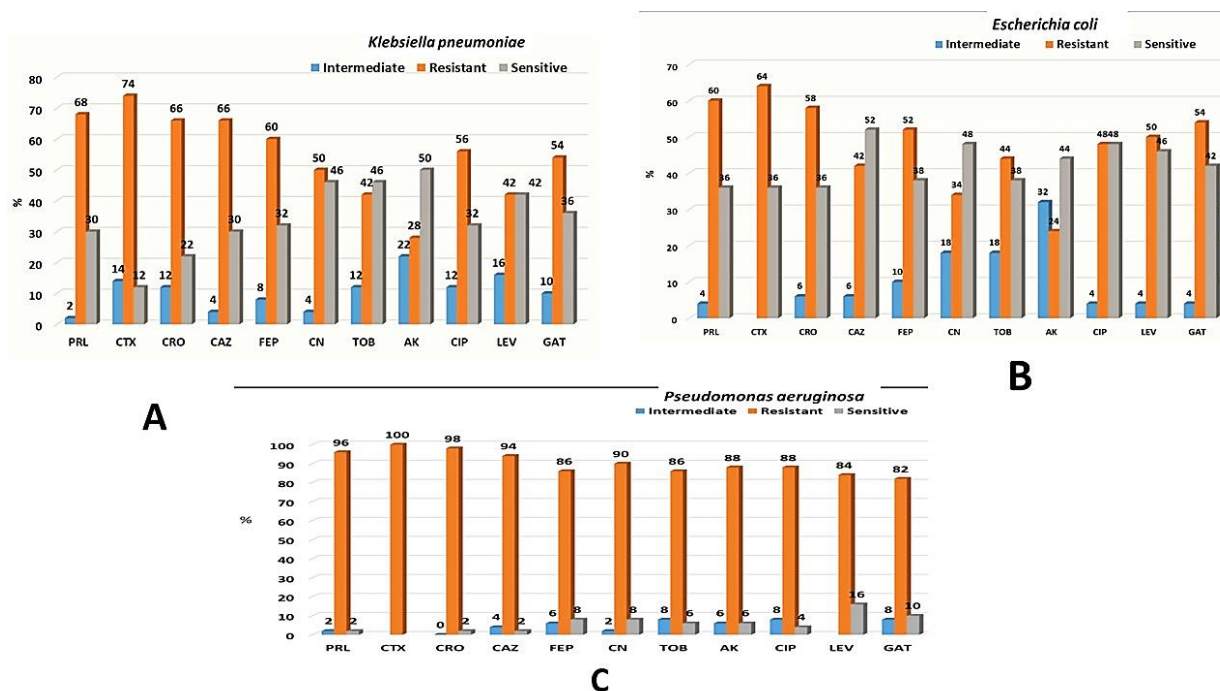 Klebsiella pneumoniae
Intermediate Resistant Sensitive
80
70
60
50
40
30
20
10
0
%
68 74 66 66 60 50 46 46 42 50 28 56 42 42 54
30 12 22 30 32 22 32 36
2 14 12 4 8 4 12 12 16 10
PRL CTX CRO CAZ FEP CN TOB AK CIP LEV GAT
A
Escherichia coli
Intermediate Resistant Sensitive
70
60
50
40
30
20
10
0
%
60 64 58 52 52 48 44 44 48 48 50 46 54
36 36 36 42 38 34 38 32 24 42
4 6 6 10 18 18 4 4 4
PRL CTX CRO CAZ FEP CN TOB AK CIP LEV GAT
B
Pseudomonas aeruginosa
Intermediate Resistant Sensitive
100
90
80
70
60
50
40
30
20
10
0
%
96 100 98 94 86 90 86 88 88 84 82
2 2 0 2 4 2 6 8 2 8 8 6 6 6 8 4 16 8 10
PRL CTX CRO CAZ FEP CN TOB AK CIP LEV GAT
C